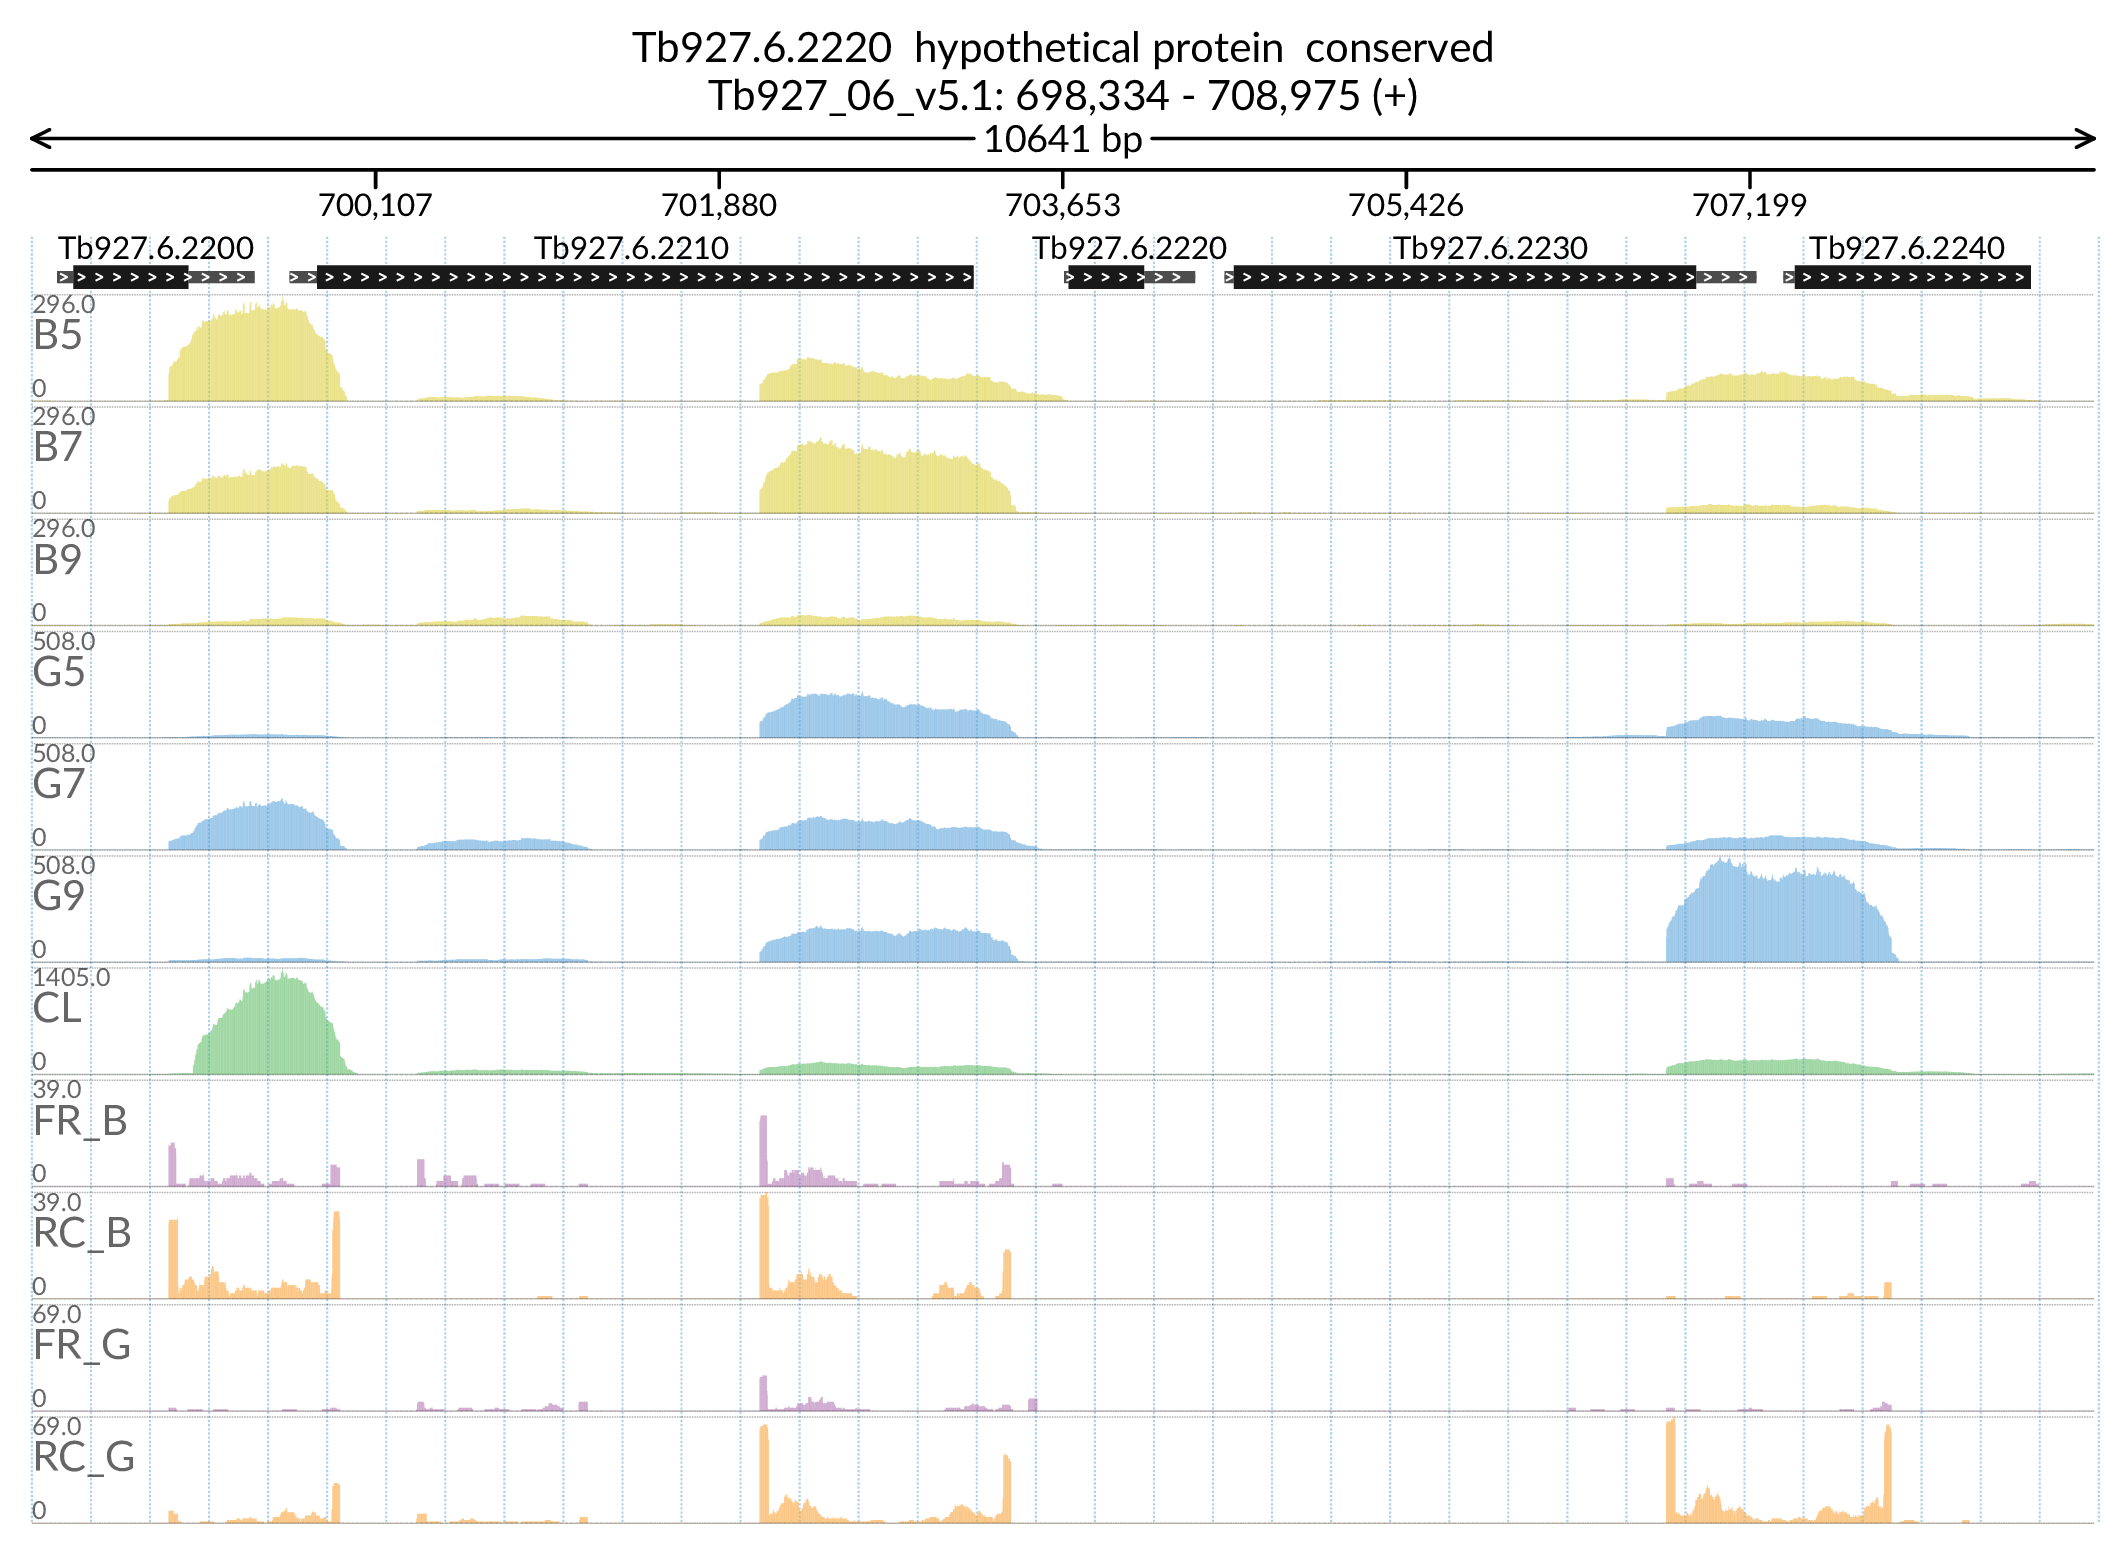 Tb927.6.2220  hypothetical protein  conserved
Tb927_06_v5.1: 698,334 - 708,975 (+)
10641 bp
700,107 701,880 703,653 705,426 707,199
Tb927.6.2200 Tb927.6.2210 Tb927.6.2220 Tb927.6.2230 Tb927.6.2240
296.0
B5
0
296.0
B7
0
296.0
B9
0
508.0
G5
0
508.0
G7
0
508.0
G9
0
1405.0
CL
0
39.0
FR_B
0
39.0
RC_B
0
69.0
FR_G
0
69.0
RC_G
0